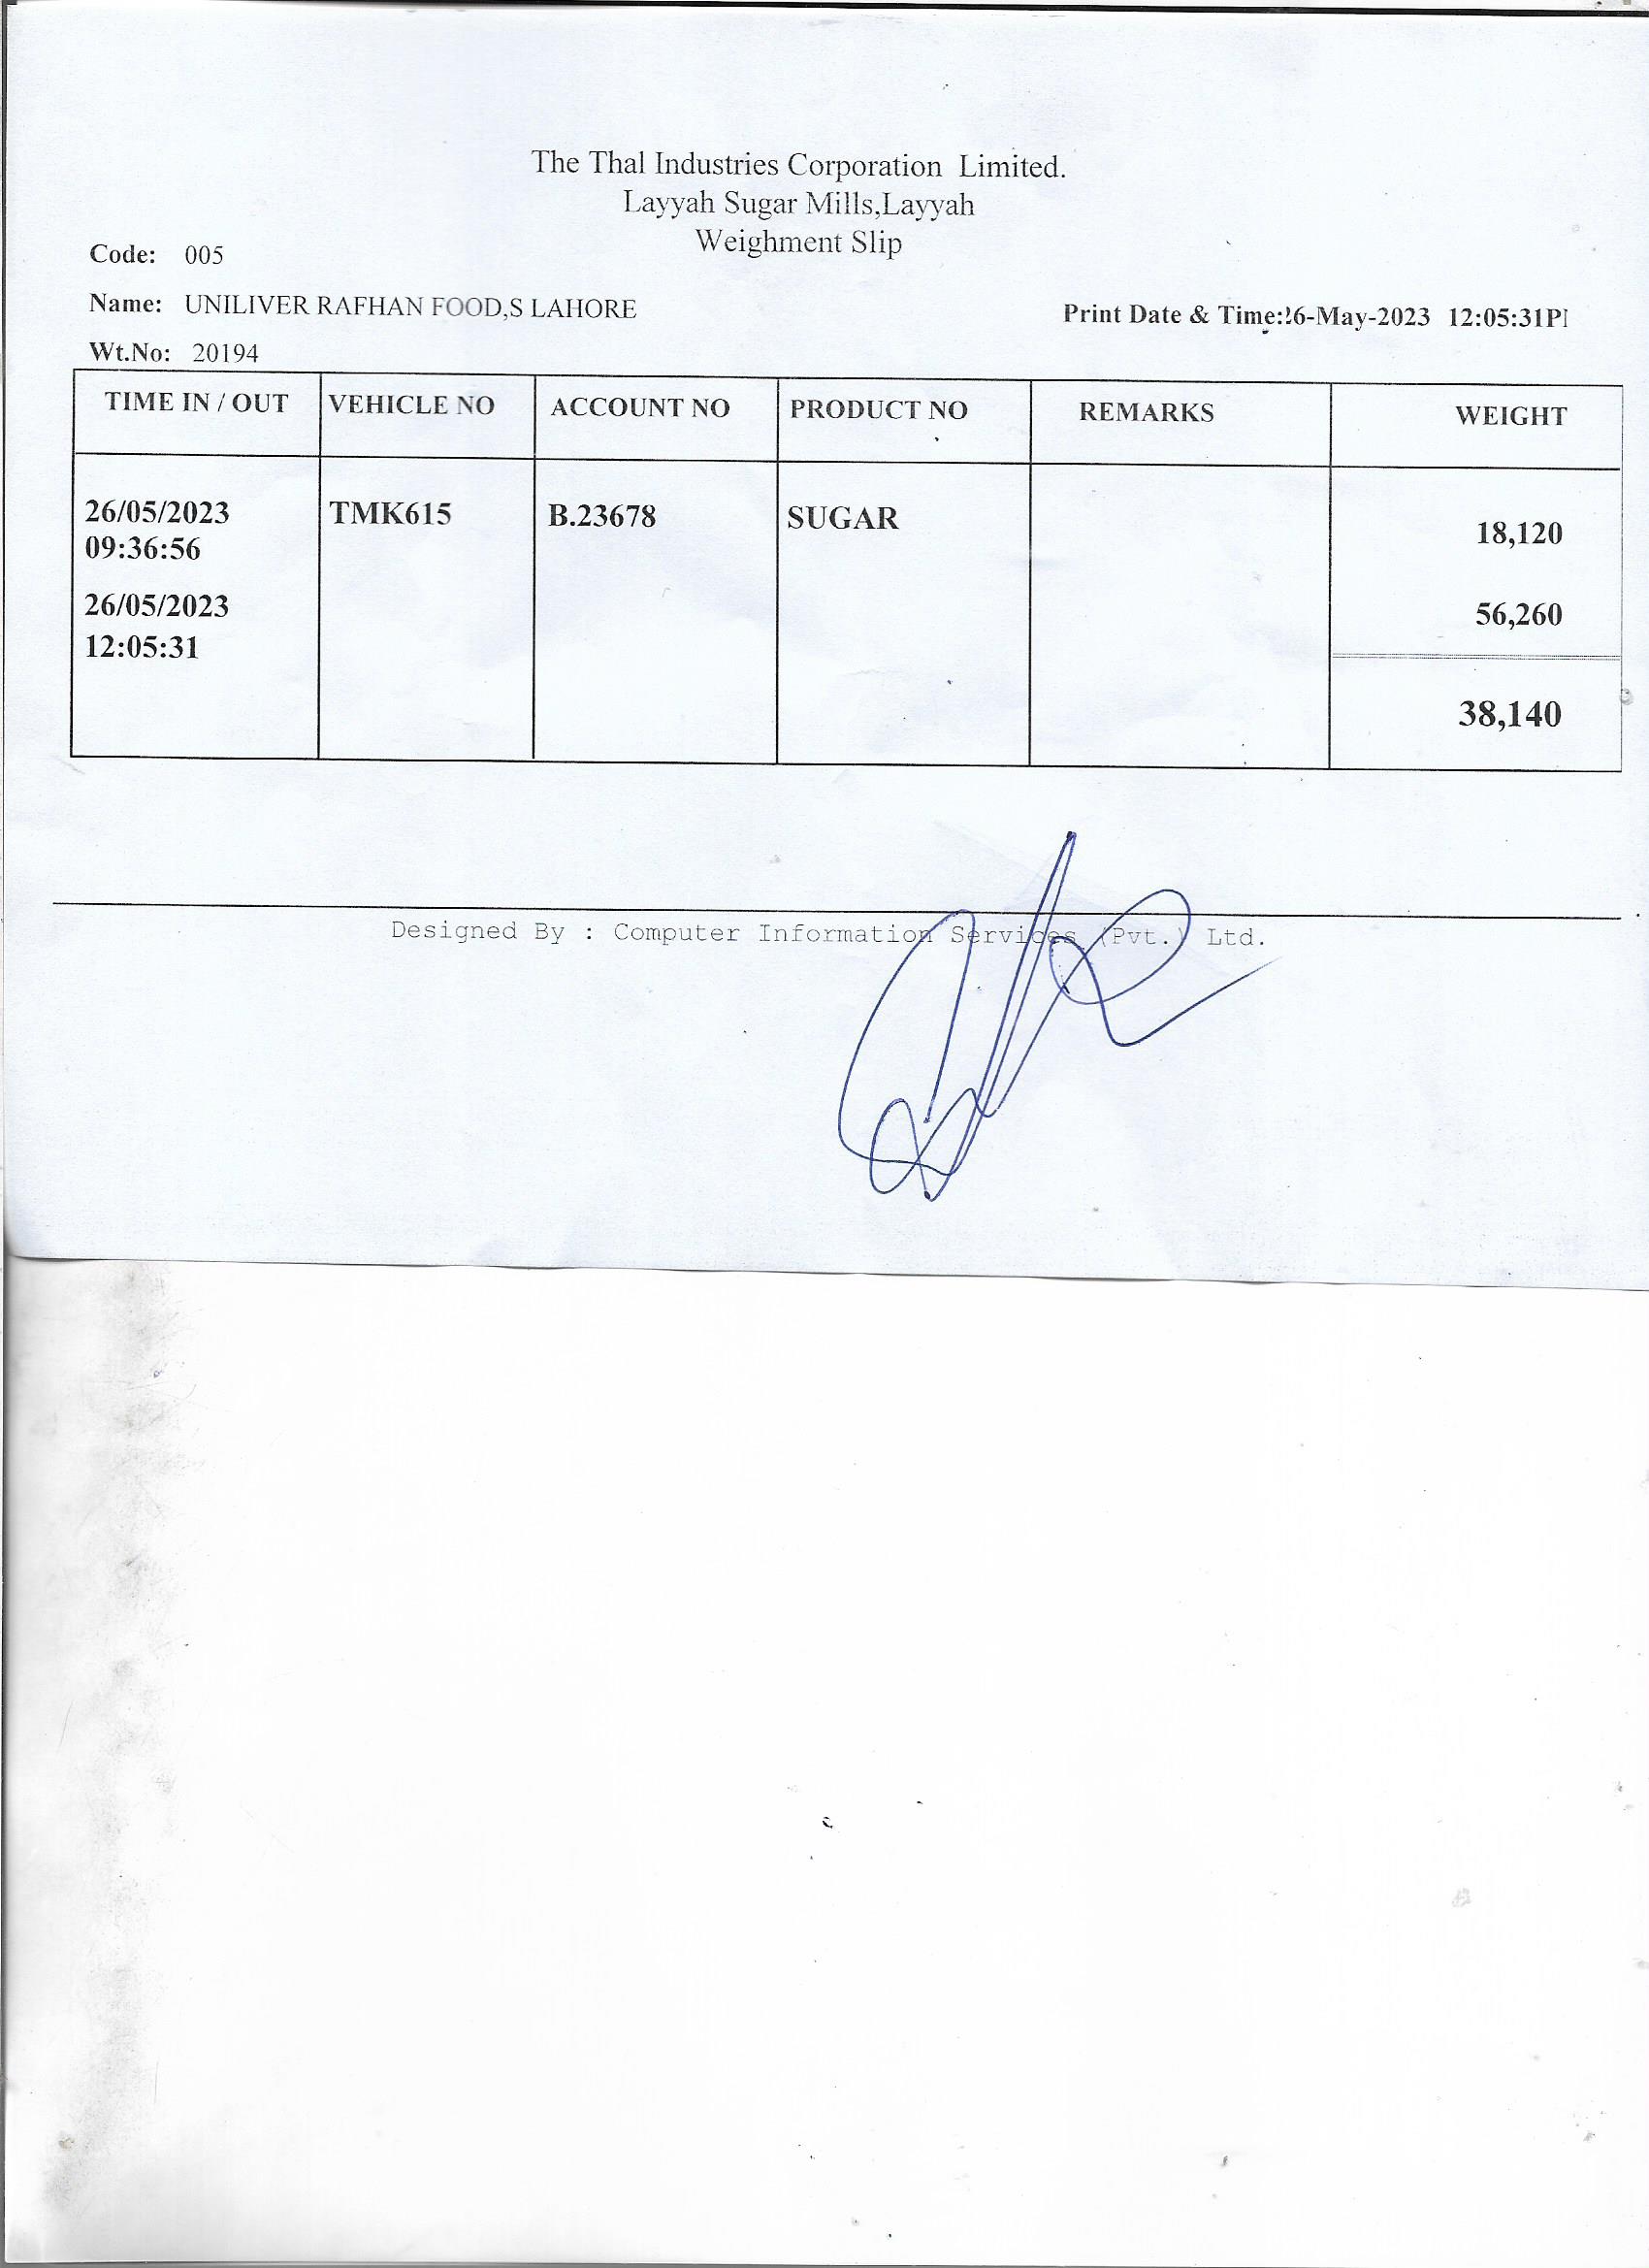 The Thal Industries Corporation Limited.
Layyah Sugar Mills,Layyah
Weighment Slip
Code: 005
Name: UNILIVER RAFHAN FOOD,S LAHORE
Print Date & Time:26-May-2023 12:05:31P
Wt.No: 20194
TIME IN / OUT VEHICLE NO ACCOUNT NO PRODUCT NO REMARKS WEIGHT
26/05/2023 TMK615 B.23678 SUGAR 18,120
09:36:56
26/05/2023 56,260
12:05:31
38,140
Designed By : Computer Information Services (Pvt.) Ltd.